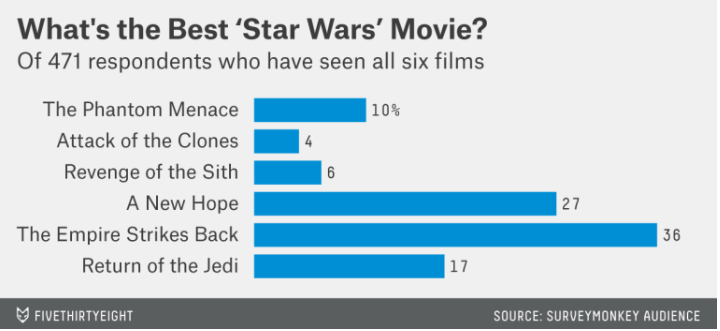 What's the Best ‘Star Wars’ Movie?
Of 471 respondents who have seen all six films
The Phantom Menace 10%
Attack of the Clones 4
Revenge of the Sith 6
A New Hope 27
The Empire Strikes Back 36
Return of the Jedi 17
FIVETHIRTYEIGHT SOURCE: SURVEYMONKEY AUDIENCE